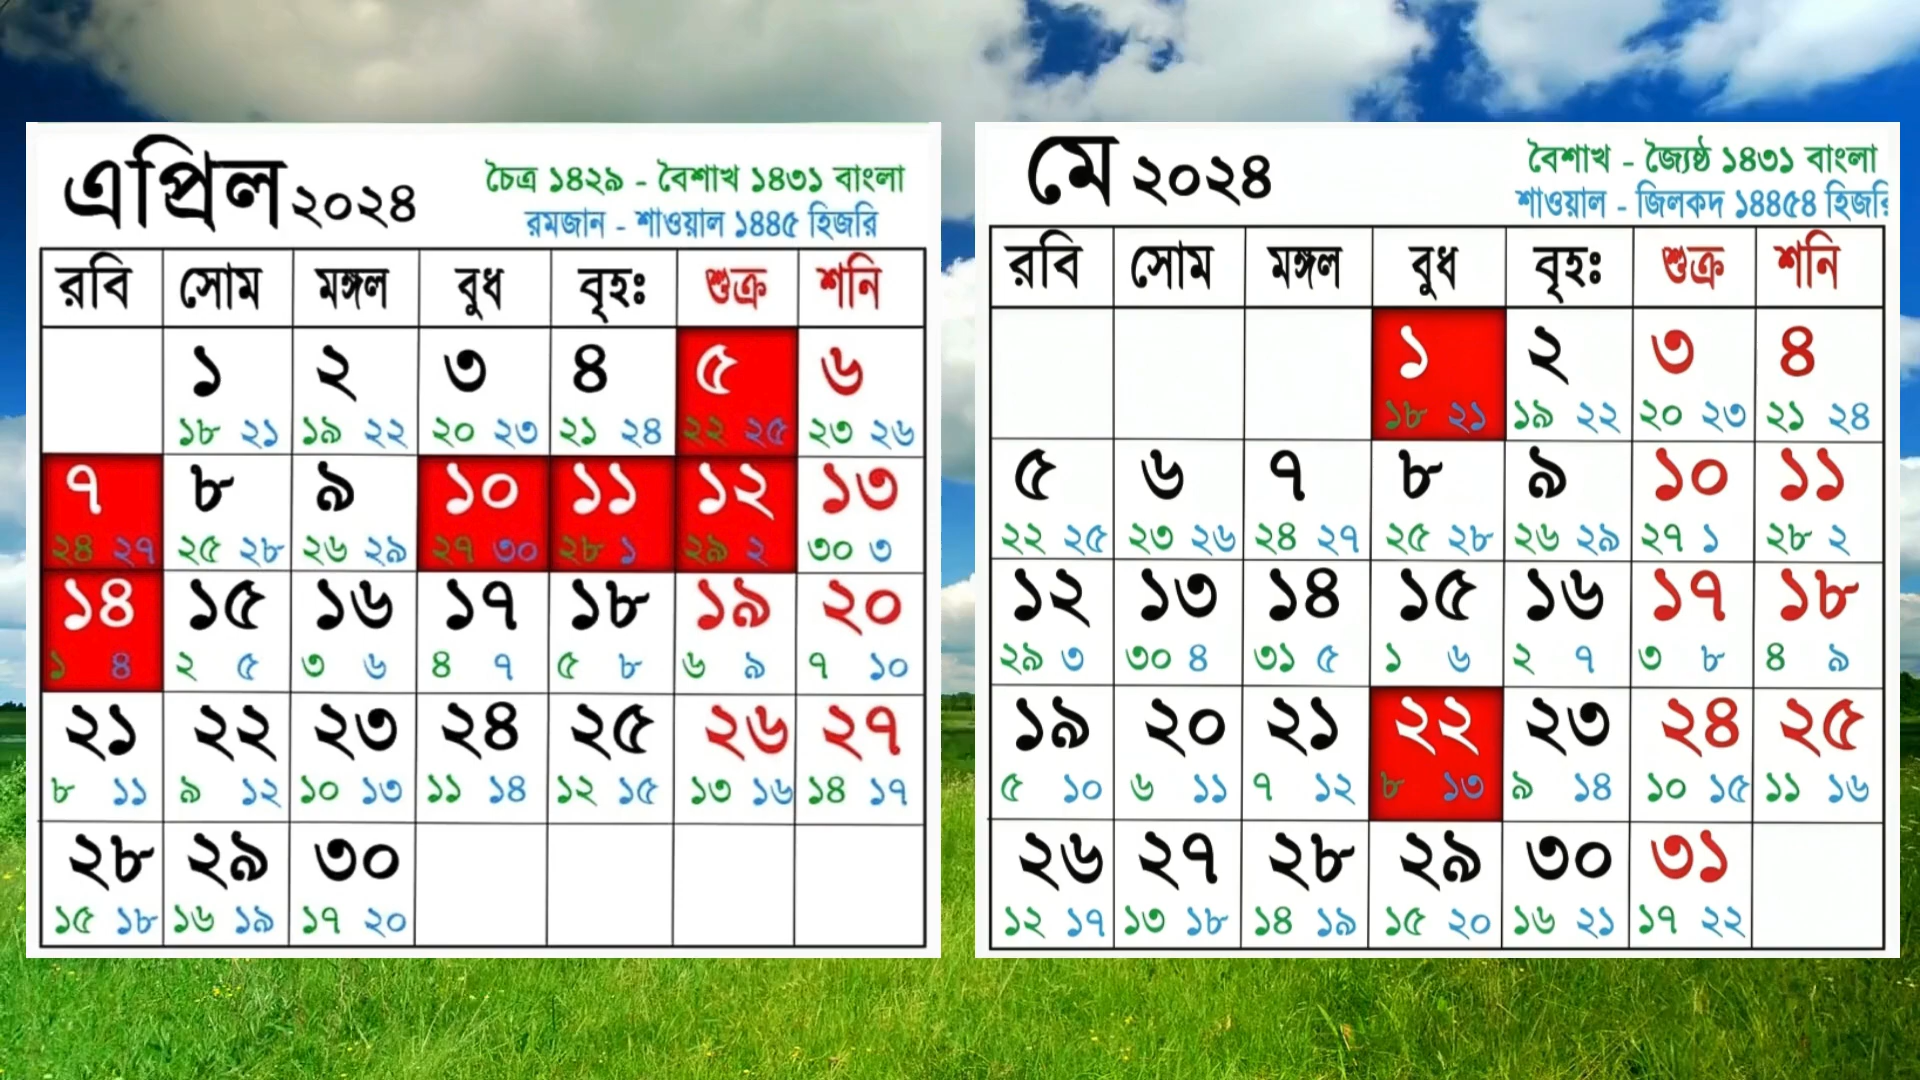 এপ্রিল ২০২৪
চৈত্র ১৪২৯ - বৈশাখ ১৪৩১ বাংলা
রমজান - শাওয়াল ১৪৪৫ হিজরি
রবি সোম মঙ্গল বুধ বৃহঃ শুক্র শনি
১ ২ ৩ ৪ ৫ ৬
১৮ ২১ ১৯ ২২ ২০ ২৩ ২১ ২৪ ২২ ২৫ ২৩ ২৬
৭ ৮ ৯ ১০ ১১ ১২ ১৩
২৪ ২৭ ২৫ ২৮ ২৬ ২৯ ২৭ ৩০ ২৮ ১ ২৯ ২ ৩০ ৩
১৪ ১৫ ১৬ ১৭ ১৮ ১৯ ২০
১ ৪ ২ ৫ ৩ ৬ ৪ ৭ ৫ ৮ ৬ ৯ ৭ ১০
২১ ২২ ২৩ ২৪ ২৫ ২৬ ২৭
৮ ১১ ৯ ১২ ১০ ১৩ ১১ ১৪ ১২ ১৫ ১৩ ১৬ ১৪ ১৭
২৮ ২৯ ৩০
১৫ ১৮ ১৬ ১৯ ১৭ ২০
মে ২০২৪
বৈশাখ - জ্যৈষ্ঠ ১৪৩১ বাংলা
শাওয়াল - জিলকদ ১৪৪৫৪ হিজরি
রবি সোম মঙ্গল বুধ বৃহঃ শুক্র শনি
১ ২ ৩ ৪
১৮ ২১ ১৯ ২২ ২০ ২৩ ২১ ২৪
৫ ৬ ৭ ৮ ৯ ১০ ১১
২২ ২৫ ২৩ ২৬ ২৪ ২৭ ২৫ ২৮ ২৬ ২৯ ২৭ ১ ২৮ ২
১২ ১৩ ১৪ ১৫ ১৬ ১৭ ১৮
২৯ ৩ ৩০ ৪ ৩১ ৫ ১ ৬ ২ ৭ ৩ ৮ ৪ ৯
১৯ ২০ ২১ ২২ ২৩ ২৪ ২৫
৫ ১০ ৬ ১১ ৭ ১২ ৮ ১৩ ৯ ১৪ ১০ ১৫ ১১ ১৬
২৬ ২৭ ২৮ ২৯ ৩০ ৩১
১২ ১৭ ১৩ ১৮ ১৪ ১৯ ১৫ ২০ ১৬ ২১ ১৭ ২২